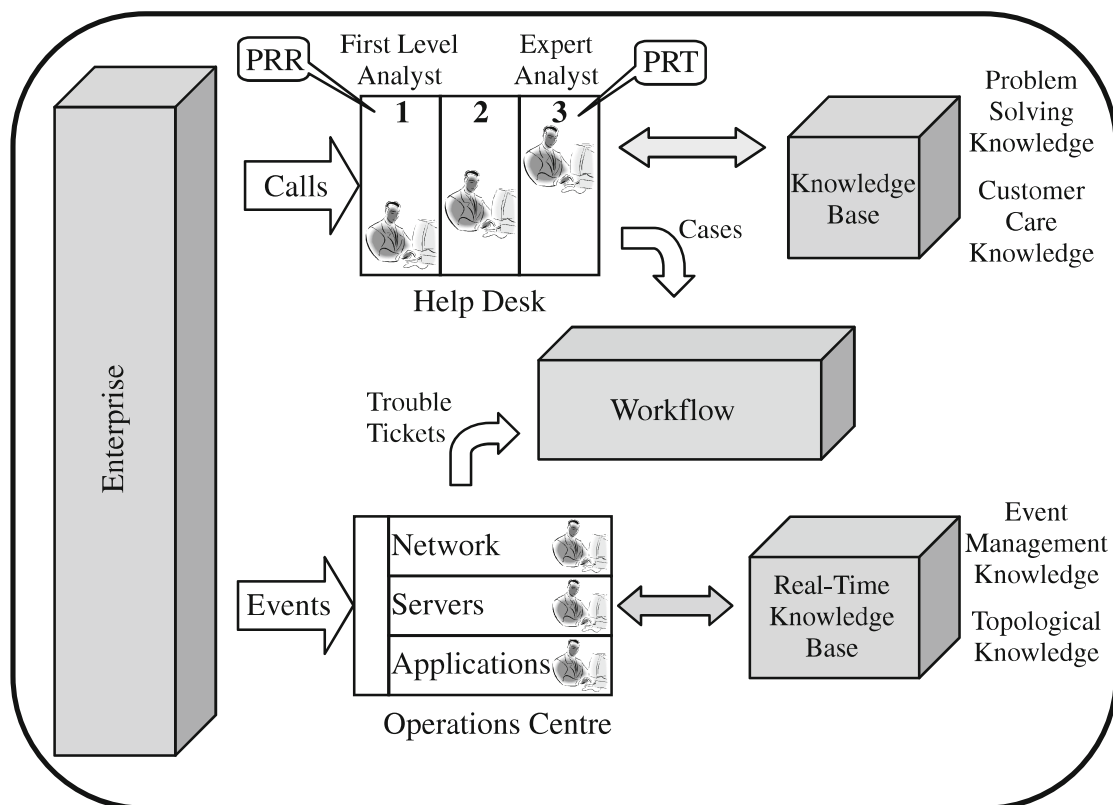 PRR
First Level
Analyst
Expert
Analyst
PRT
1
2
3
Calls
Help Desk
Cases
Knowledge
Base
Problem
Solving
Knowledge
Customer
Care
Knowledge
Enterprise
Workflow
Trouble
Tickets
Events
Network
Servers
Applications
Operations Centre
Real-Time
Knowledge
Base
Event
Management
Knowledge
Topological
Knowledge